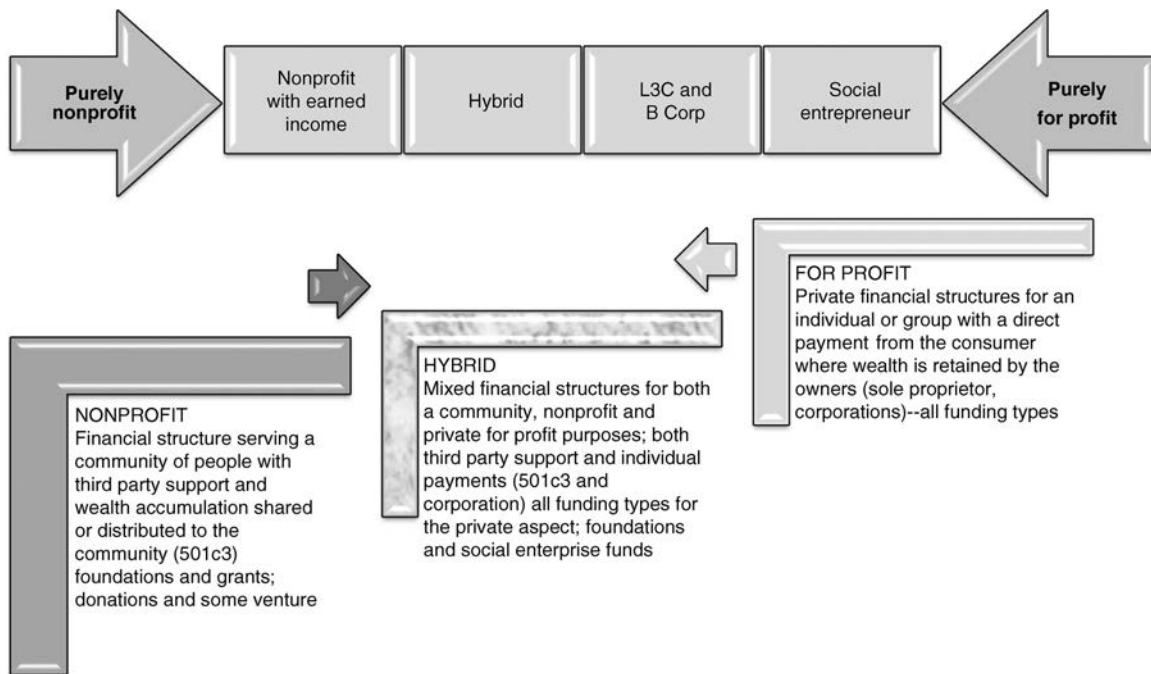 Purely
nonprofit
Nonprofit
with earned
income
Hybrid
L3C and
B Corp
Social
entrepreneur
Purely
for profit
FOR PROFIT
Private financial structures for an
individual or group with a direct
payment from the consumer
where wealth is retained by the
owners (sole proprietor,
corporations)--all funding types
HYBRID
Mixed financial structures for both
a community, nonprofit and
private for profit purposes; both
third party support and individual
payments (501c3 and
corporation) all funding types for
the private aspect; foundations
and social enterprise funds
NONPROFIT
Financial structure serving a
community of people with
third party support and
wealth accumulation shared
or distributed to the
community (501c3)
foundations and grants;
donations and some venture